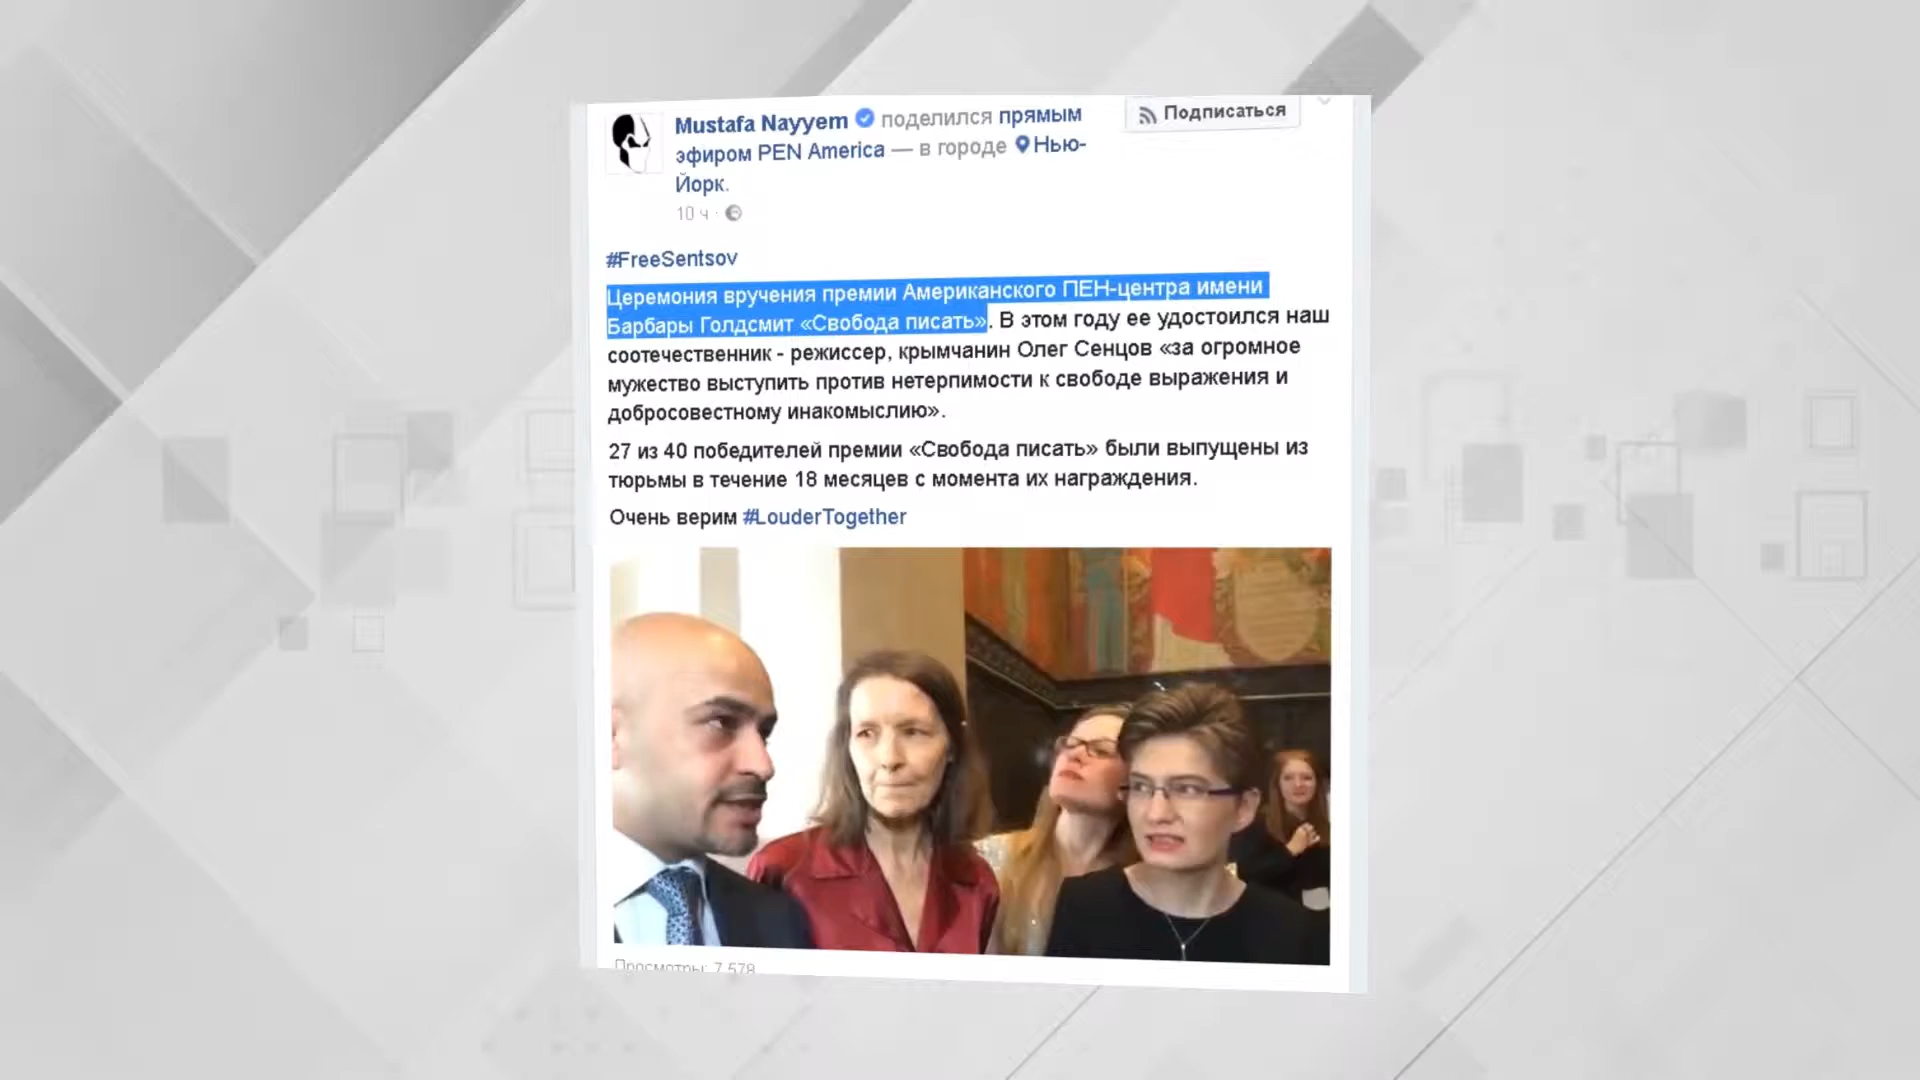 Mustafa Nayyem поделился прямым
Подписаться
эфиром PEN America — в городе Нью-
Йорк.
10 ч ·
#FreeSentsov
Церемония вручения премии Американского ПЕН-центра имени
Барбары Голдсмит «Свобода писать». В этом году ее удостоился наш
соотечественник - режиссер, крымчанин Олег Сенцов «за огромное
мужество выступить против нетерпимости к свободе выражения и
добросовестному инакомыслию».
27 из 40 победителей премии «Свобода писать» были выпущены из
тюрьмы в течение 18 месяцев с момента их награждения.
Очень верим #LouderTogether
Просмотры: 7 578